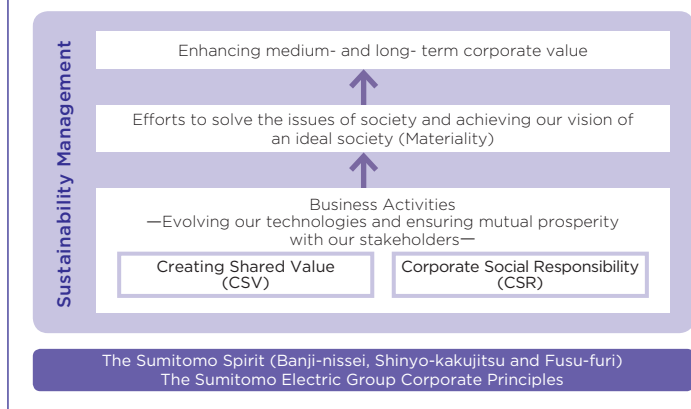 Sustainability Management
Enhancing medium- and long- term corporate value
Efforts to solve the issues of society and achieving our vision of
an ideal society (Materiality)
Business Activities
—Evolving our technologies and ensuring mutual prosperity
with our stakeholders—
Creating Shared Value
(CSV)
Corporate Social Responsibility
(CSR)
The Sumitomo Spirit (Banji-nissei, Shinyo-kakujitsu and Fusu-furi)
The Sumitomo Electric Group Corporate Principles